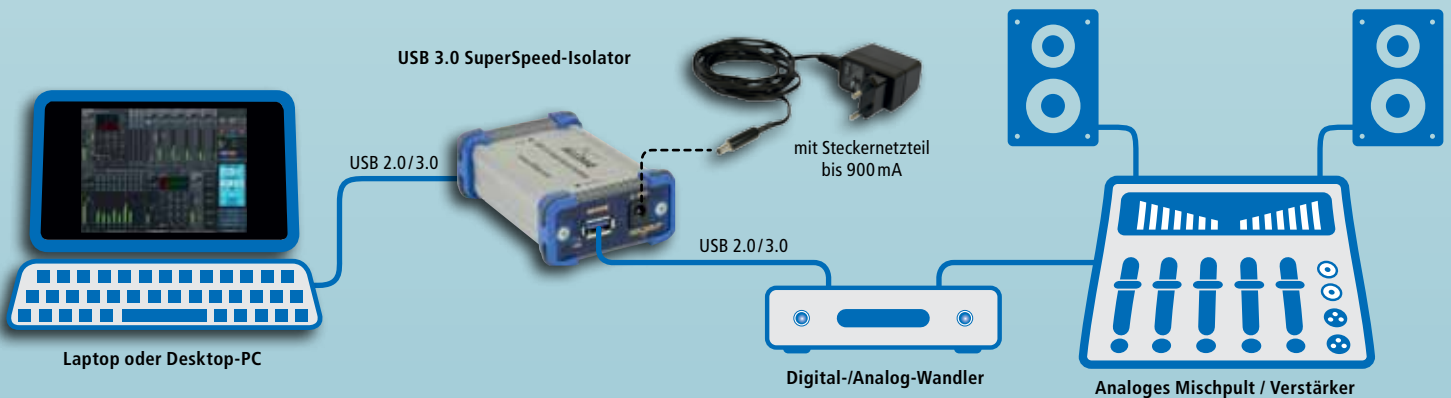 USB 3.0 SuperSpeed-Isolator
mit Steckernetzteil
bis 900 mA
USB 2.0/3.0
USB 2.0/3.0
Laptop oder Desktop-PC
Digital-/Analog-Wandler
Analoges Mischpult / Verstärker